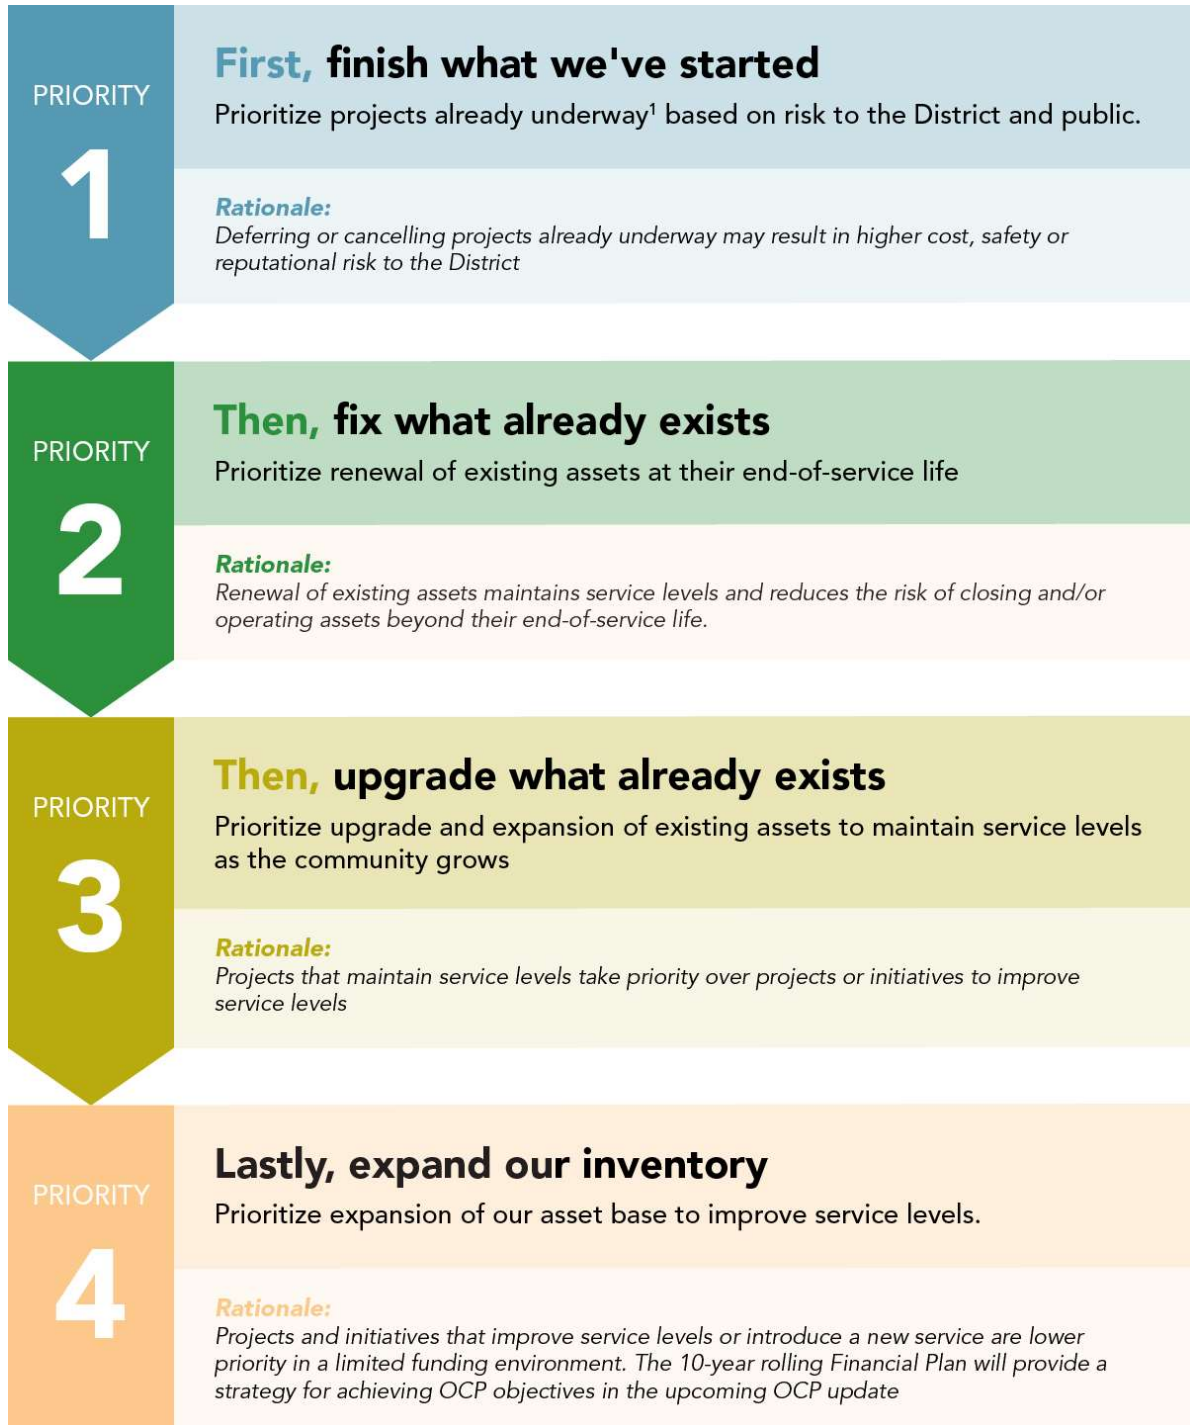 PRIORITY
1
First, finish what we've started
Prioritize projects already underway¹ based on risk to the District and public.
Rationale:
Deferring or cancelling projects already underway may result in higher cost, safety or
reputational risk to the District
PRIORITY
2
Then, fix what already exists
Prioritize renewal of existing assets at their end-of-service life
Rationale:
Renewal of existing assets maintains service levels and reduces the risk of closing and/or
operating assets beyond their end-of-service life.
PRIORITY
3
Then, upgrade what already exists
Prioritize upgrade and expansion of existing assets to maintain service levels
as the community grows
Rationale:
Projects that maintain service levels take priority over projects or initiatives to improve
service levels
PRIORITY
4
Lastly, expand our inventory
Prioritize expansion of our asset base to improve service levels.
Rationale:
Projects and initiatives that improve service levels or introduce a new service are lower
priority in a limited funding environment. The 10-year rolling Financial Plan will provide a
strategy for achieving OCP objectives in the upcoming OCP update